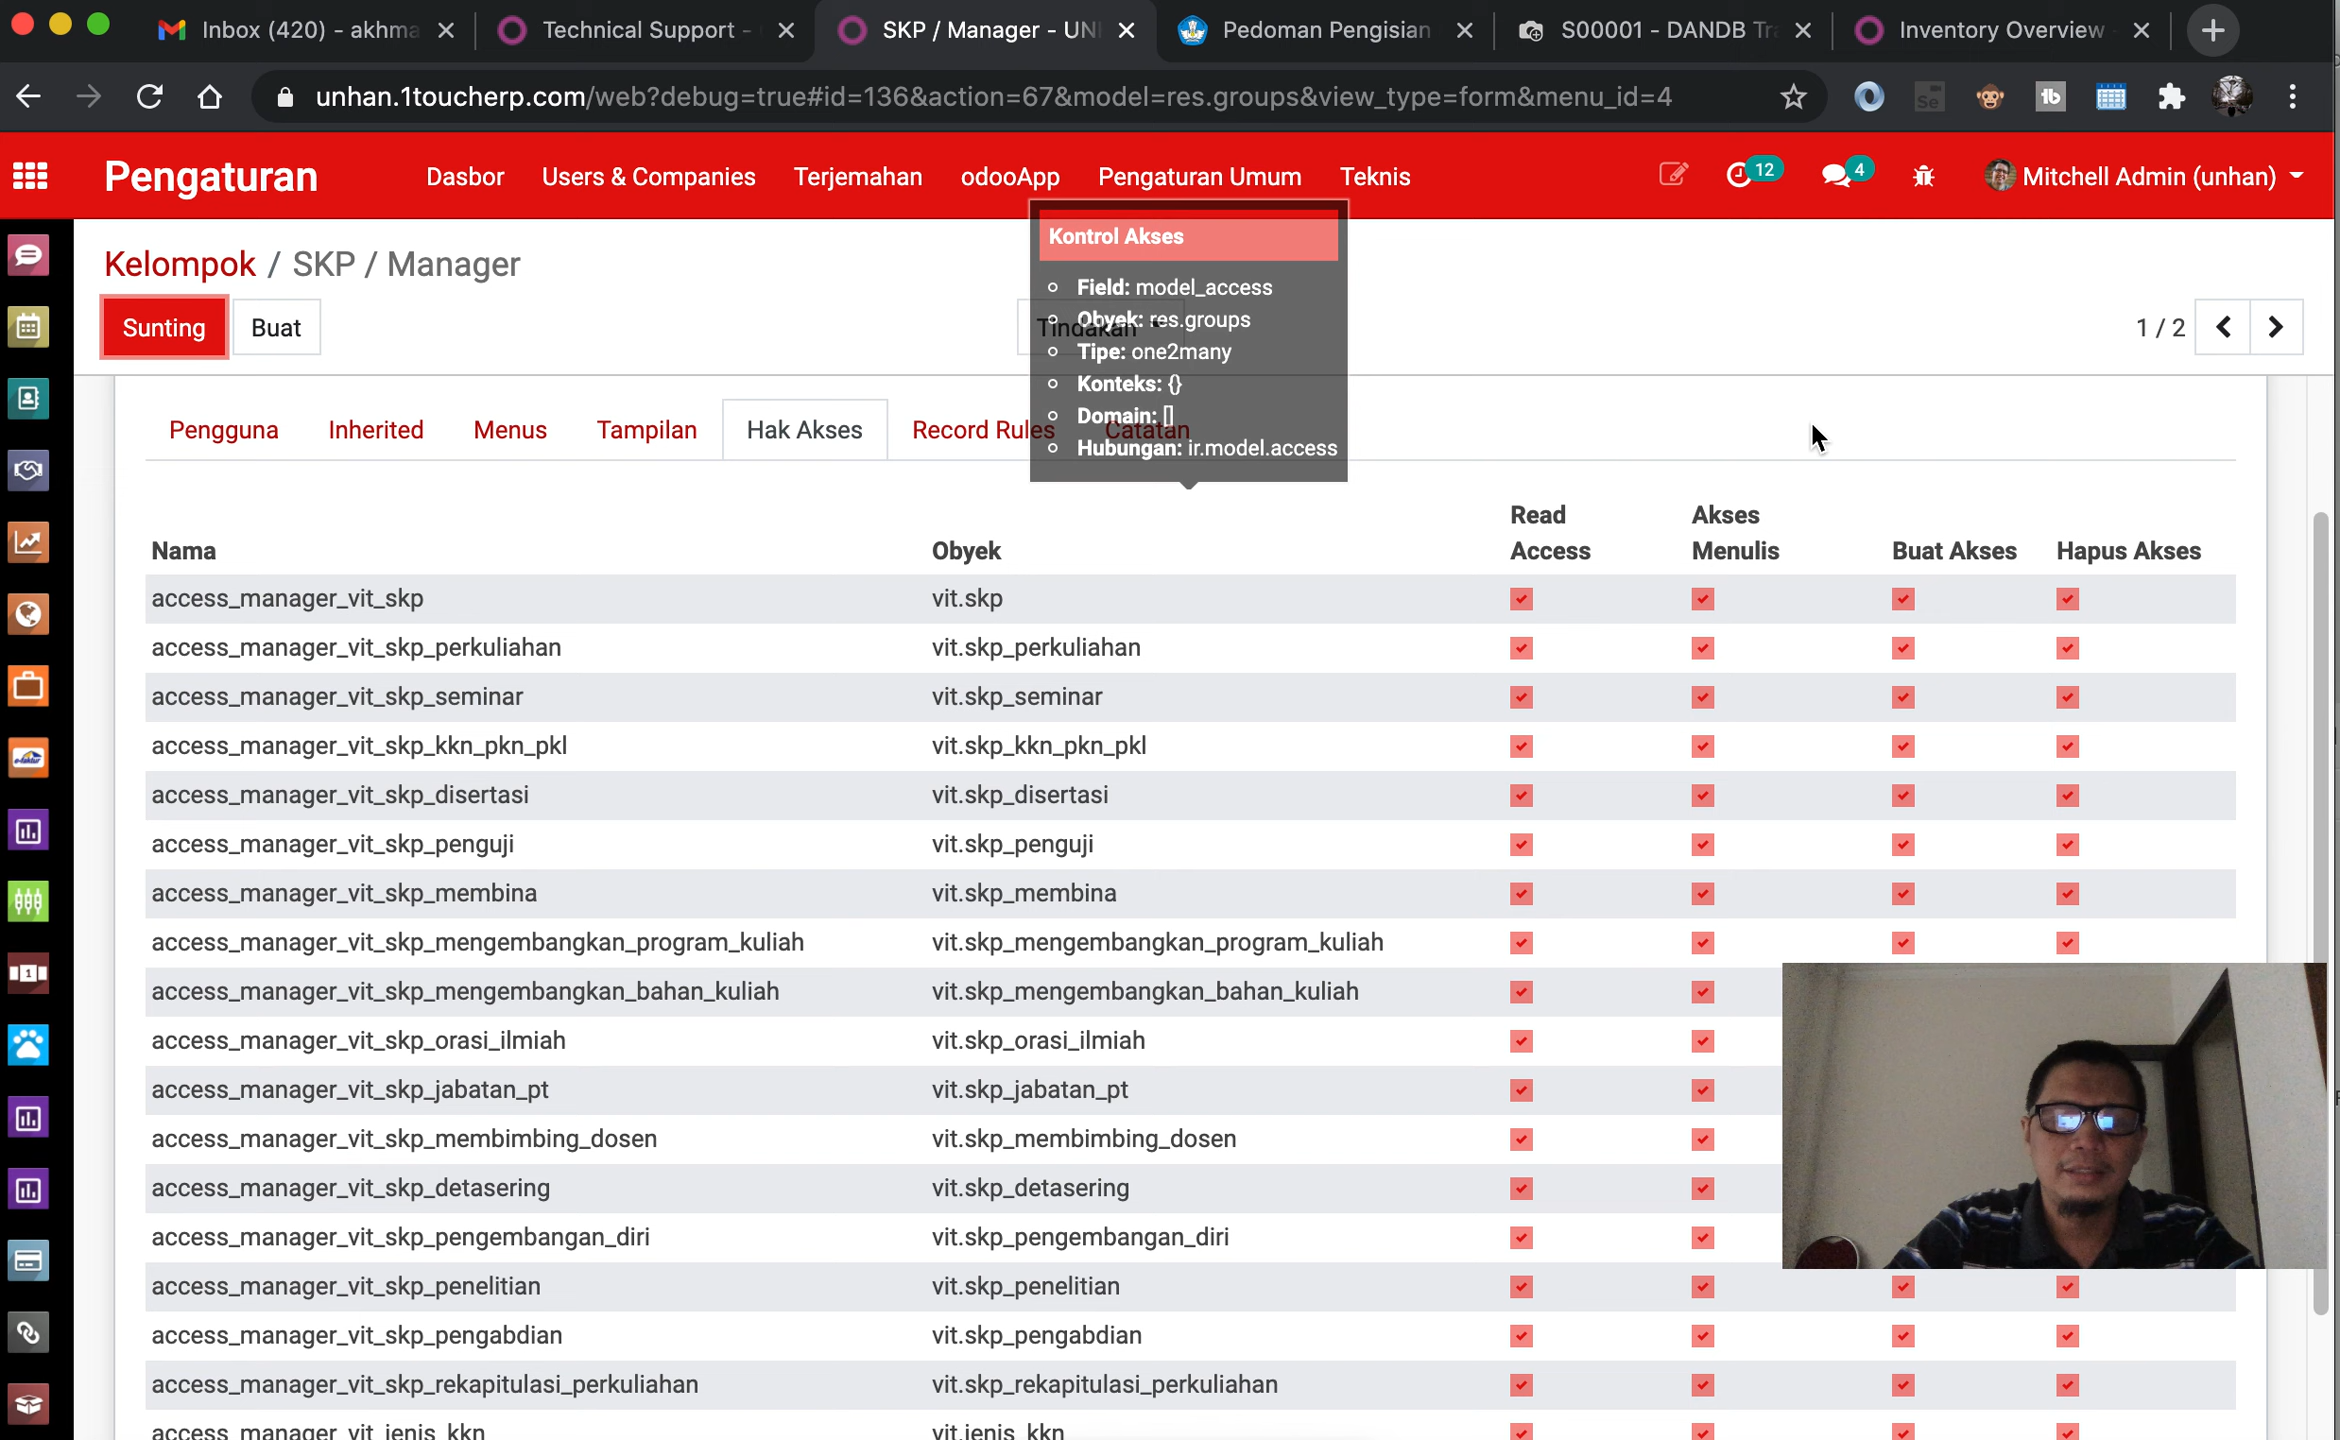 Inbox (420) - akhma
Technical Support -
SKP / Manager - UN
Pedoman Pengisian
S00001 - DANDB Tr
Inventory Overview
unhan.1toucherp.com/web?debug=true#id=136&action=67&model=res.groups&view_type=form&menu_id=4
Pengaturan
Dasbor
Users & Companies
Terjemahan
odooApp
Pengaturan Umum
Teknis
12
4
Mitchell Admin (unhan)
Kelompok / SKP / Manager
Sunting
Buat
Tindakan
1 / 2
Kontrol Akses
Field: model_access
Obyek: res.groups
Tipe: one2many
Konteks: {}
Domain: []
Hubungan: ir.model.access
Pengguna
Inherited
Menus
Tampilan
Hak Akses
Record Rules
Catatan
Nama Obyek Read Access Akses Menulis Buat Akses Hapus Akses
access_manager_vit_skp vit.skp
access_manager_vit_skp_perkuliahan vit.skp_perkuliahan
access_manager_vit_skp_seminar vit.skp_seminar
access_manager_vit_skp_kkn_pkn_pkl vit.skp_kkn_pkn_pkl
access_manager_vit_skp_disertasi vit.skp_disertasi
access_manager_vit_skp_penguji vit.skp_penguji
access_manager_vit_skp_membina vit.skp_membina
access_manager_vit_skp_mengembangkan_program_kuliah vit.skp_mengembangkan_program_kuliah
access_manager_vit_skp_mengembangkan_bahan_kuliah vit.skp_mengembangkan_bahan_kuliah
access_manager_vit_skp_orasi_ilmiah vit.skp_orasi_ilmiah
access_manager_vit_skp_jabatan_pt vit.skp_jabatan_pt
access_manager_vit_skp_membimbing_dosen vit.skp_membimbing_dosen
access_manager_vit_skp_detasering vit.skp_detasering
access_manager_vit_skp_pengembangan_diri vit.skp_pengembangan_diri
access_manager_vit_skp_penelitian vit.skp_penelitian
access_manager_vit_skp_pengabdian vit.skp_pengabdian
access_manager_vit_skp_rekapitulasi_perkuliahan vit.skp_rekapitulasi_perkuliahan
access_manager_vit_jenis_kkn vit.jenis_kkn